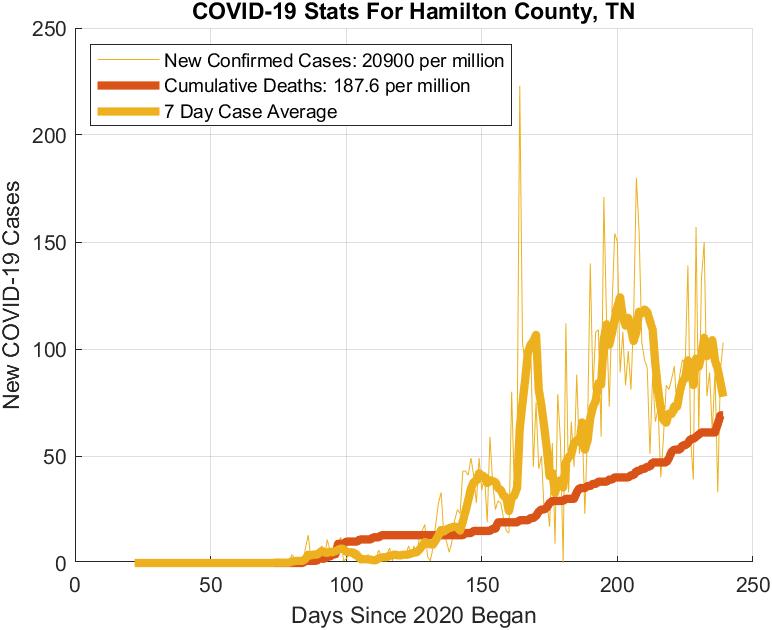 COVID-19 Stats For Hamilton County, TN
New Confirmed Cases: 20900 per million
Cumulative Deaths: 187.6 per million
7 Day Case Average
New COVID-19 Cases
250
200
150
100
50
0
0 50 100 150 200 250
Days Since 2020 Began